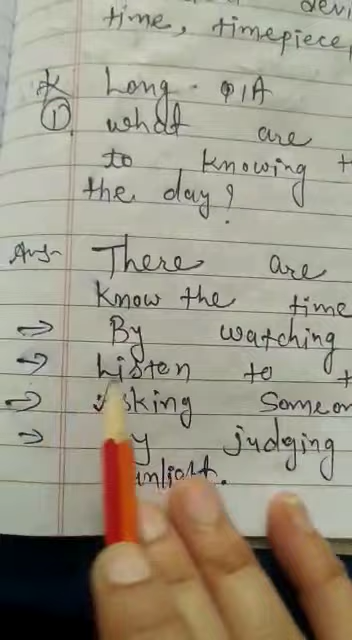 time, timepiece,
* Long - Q/A
① what are
to knowing
the day?
Ans- There are
know the time
→ By watching
→ Listen to
→ Asking
→ judging